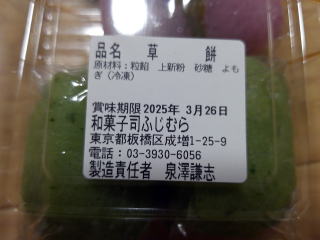 品名 草 餅
原材料：粒餡 上新粉 砂糖 よも
ぎ（冷凍）
賞味期限2025年 3月26日
和菓子司ふじむら
東京都板橋区成増1-25-9
電話：03-3930-6056
製造責任者 泉澤謙志